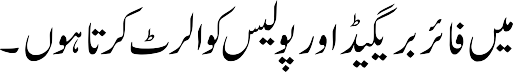 میں فائر بریگیڈ اور پولیس کو الرٹ کرتا ہوں ۔